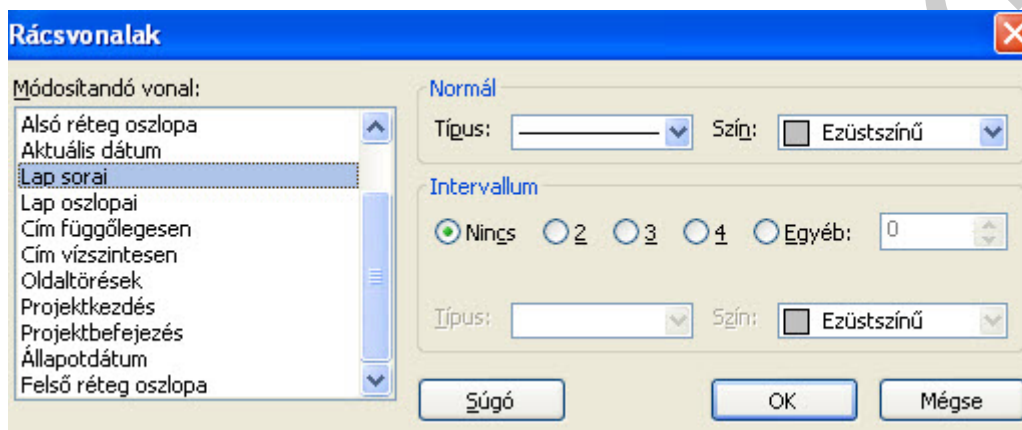 Rácsvonalak
Módosítandó vonal:
Alsó réteg oszlopa
Aktuális dátum
Lap sorai
Lap oszlopai
Cím függőlegesen
Cím vízszintesen
Oldaltörések
Projektkezdés
Projektbefejezés
Állapotdátum
Felső réteg oszlopa
Normál
Típus: Szín: Ezüstszínű
Intervallum
Nincs 2 3 4 Egyéb: 0
Típus: Szín: Ezüstszínű
Súgó OK Mégse